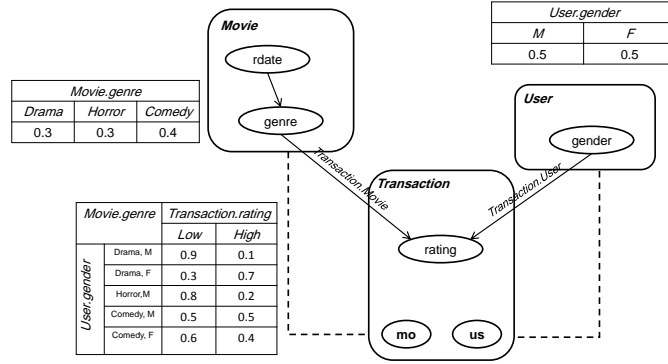 Movie
rdate
genre
User.gender
M F
0.5 0.5
Movie.genre
Drama Horror Comedy
0.3 0.3 0.4
User
gender
Transaction.Movie
Transaction.User
Transaction
rating
mo us
Movie.genre Transaction.rating
Low High
User.gender
Drama, M 0.9 0.1
Drama, F 0.3 0.7
Horror,M 0.8 0.2
Comedy, M 0.5 0.5
Comedy, F 0.6 0.4